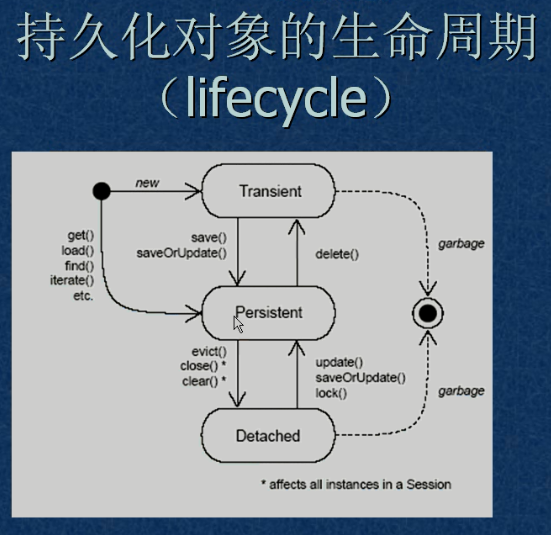 持久化对象的生命周期
（lifecycle）
new
Transient
get()
load()
find()
iterate()
etc.
save()
saveOrUpdate()
delete()
garbage
Persistent
evict()
close() *
clear() *
update()
saveOrUpdate()
lock()
garbage
Detached
* affects all instances in a Session